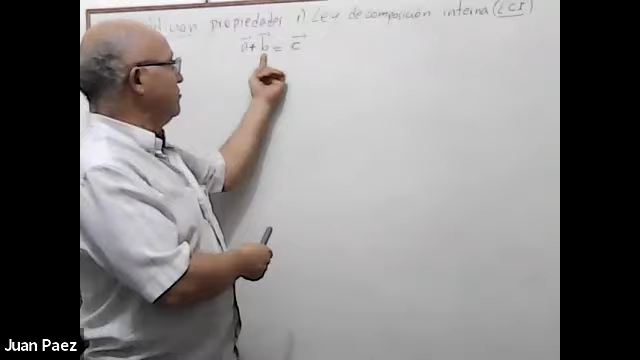 propiedades 1) Ley de composición interna (LCI)
a⃗ + b⃗ = c⃗
Juan Paez